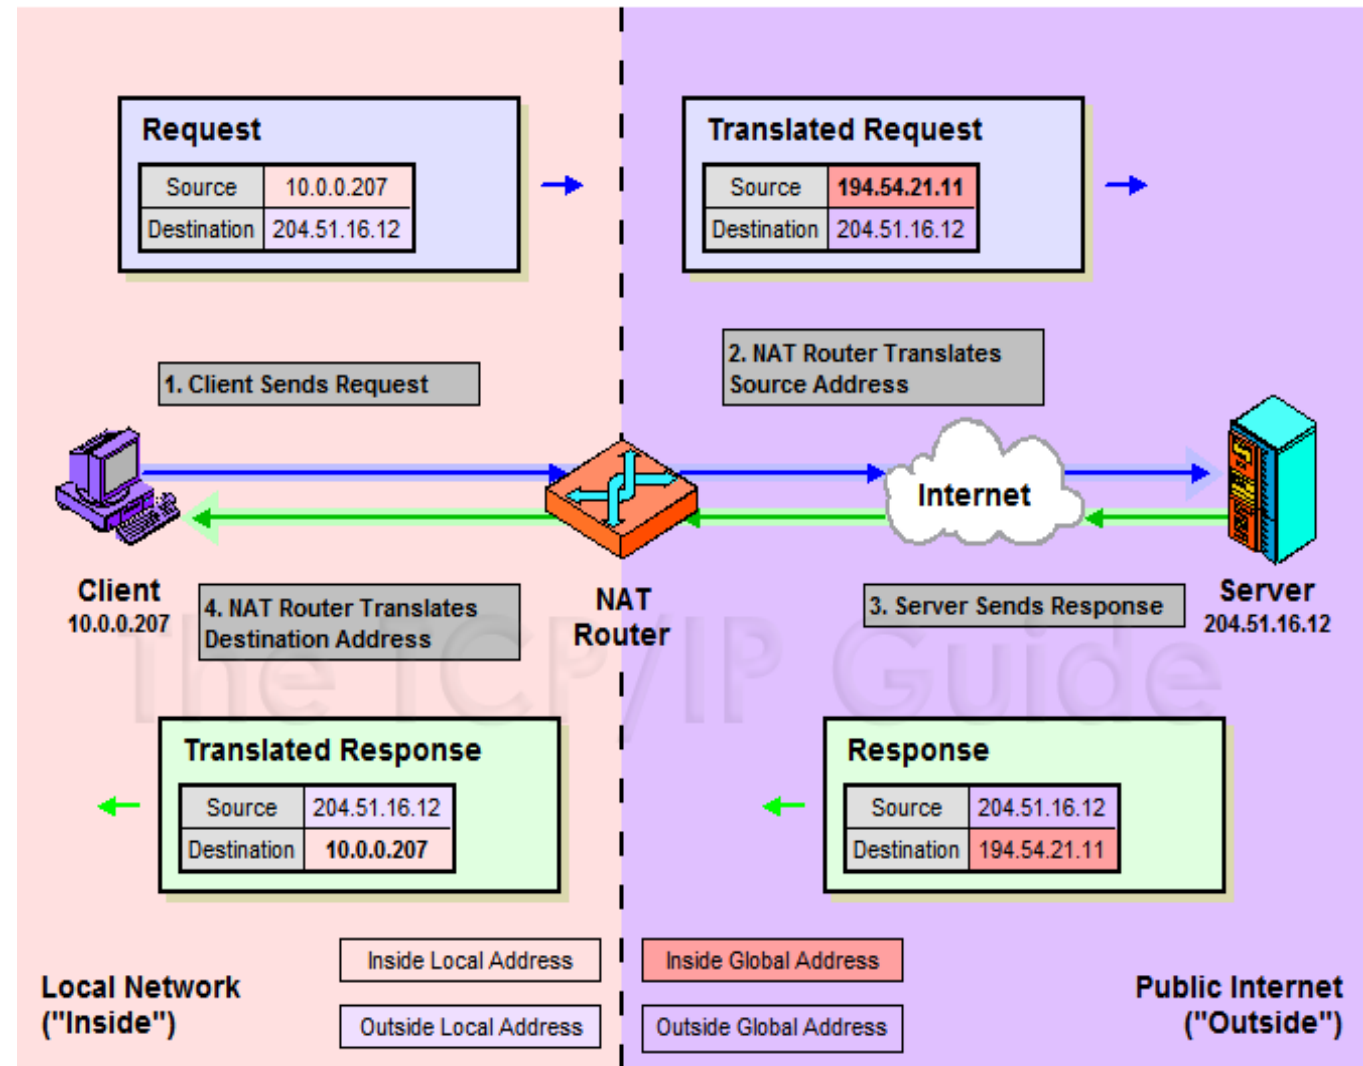 Request
Source 10.0.0.207
Destination 204.51.16.12
Translated Request
Source 194.54.21.11
Destination 204.51.16.12
1. Client Sends Request
2. NAT Router Translates
Source Address
Internet
Client
10.0.0.207
4. NAT Router Translates
Destination Address
NAT
Router
3. Server Sends Response
Server
204.51.16.12
The TCP/IP Guide
Translated Response
Source 204.51.16.12
Destination 10.0.0.207
Response
Source 204.51.16.12
Destination 194.54.21.11
Local Network
("Inside")
Inside Local Address
Outside Local Address
Inside Global Address
Outside Global Address
Public Internet
("Outside")